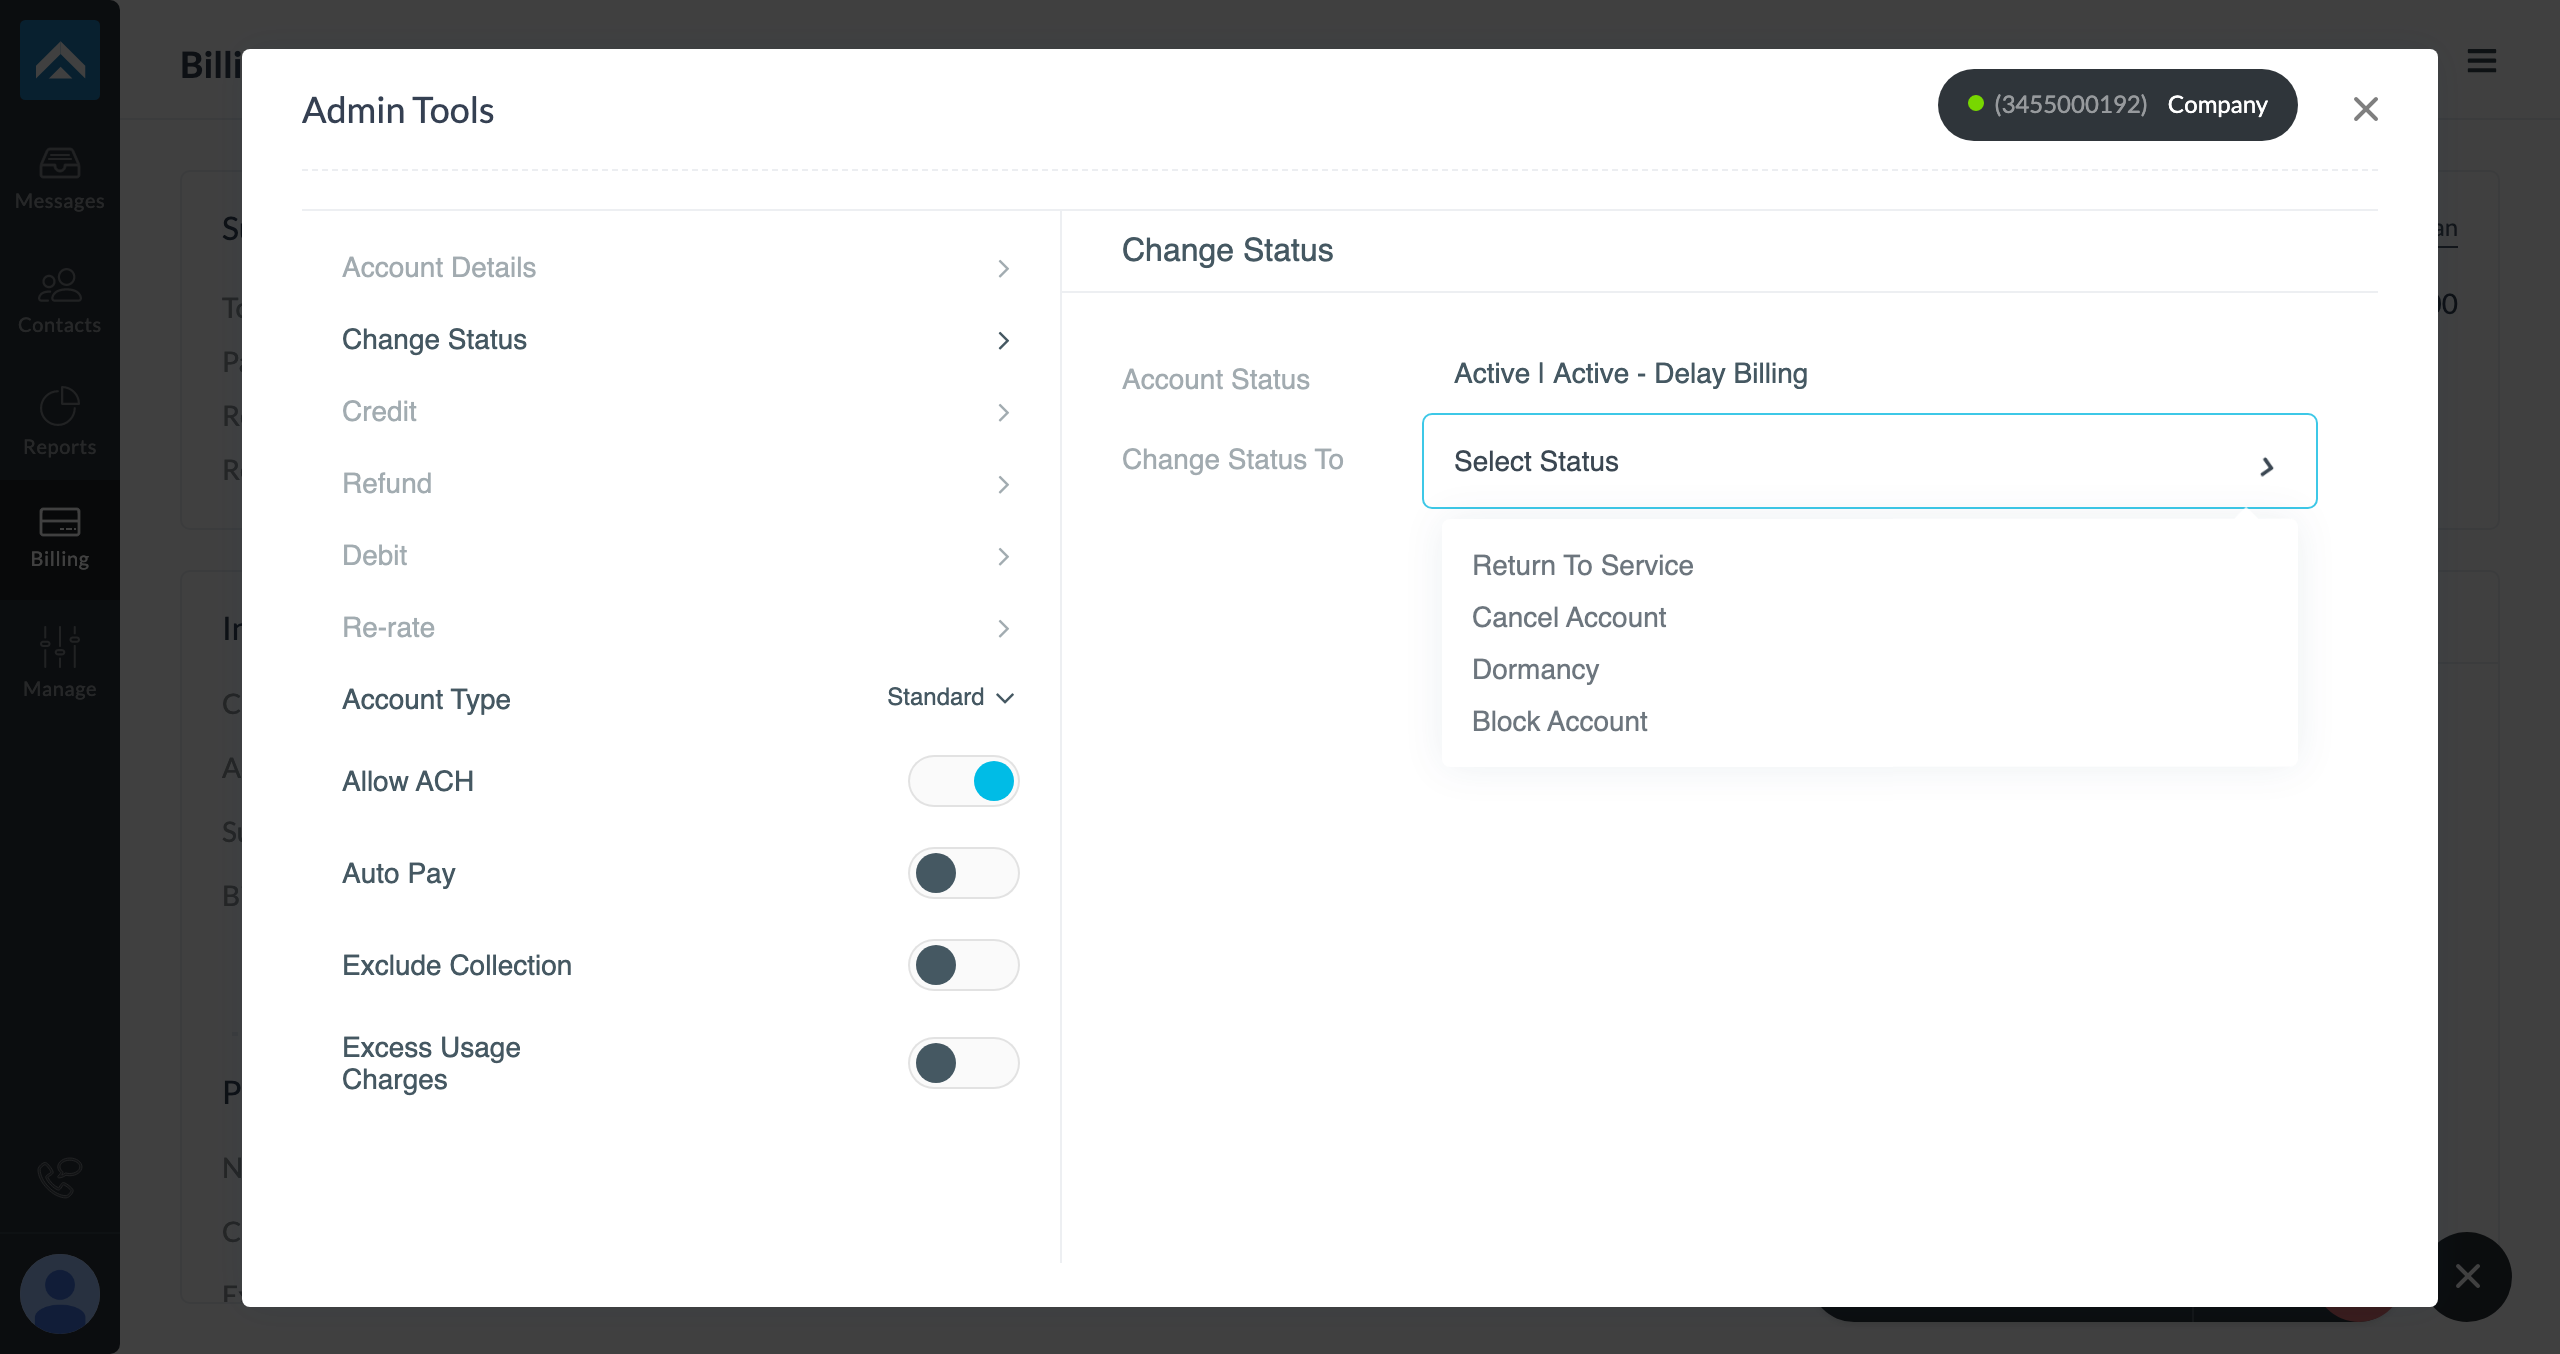 Billi
Admin Tools
(3455000192) Company
Messages
Contacts
Reports
Billing
Manage
Account Details
Change Status
Credit
Refund
Debit
Re-rate
Account Type
Standard
Allow ACH
Auto Pay
Exclude Collection
Excess Usage
Charges
Change Status
Account Status
Active | Active - Delay Billing
Change Status To
Select Status
Return To Service
Cancel Account
Dormancy
Block Account